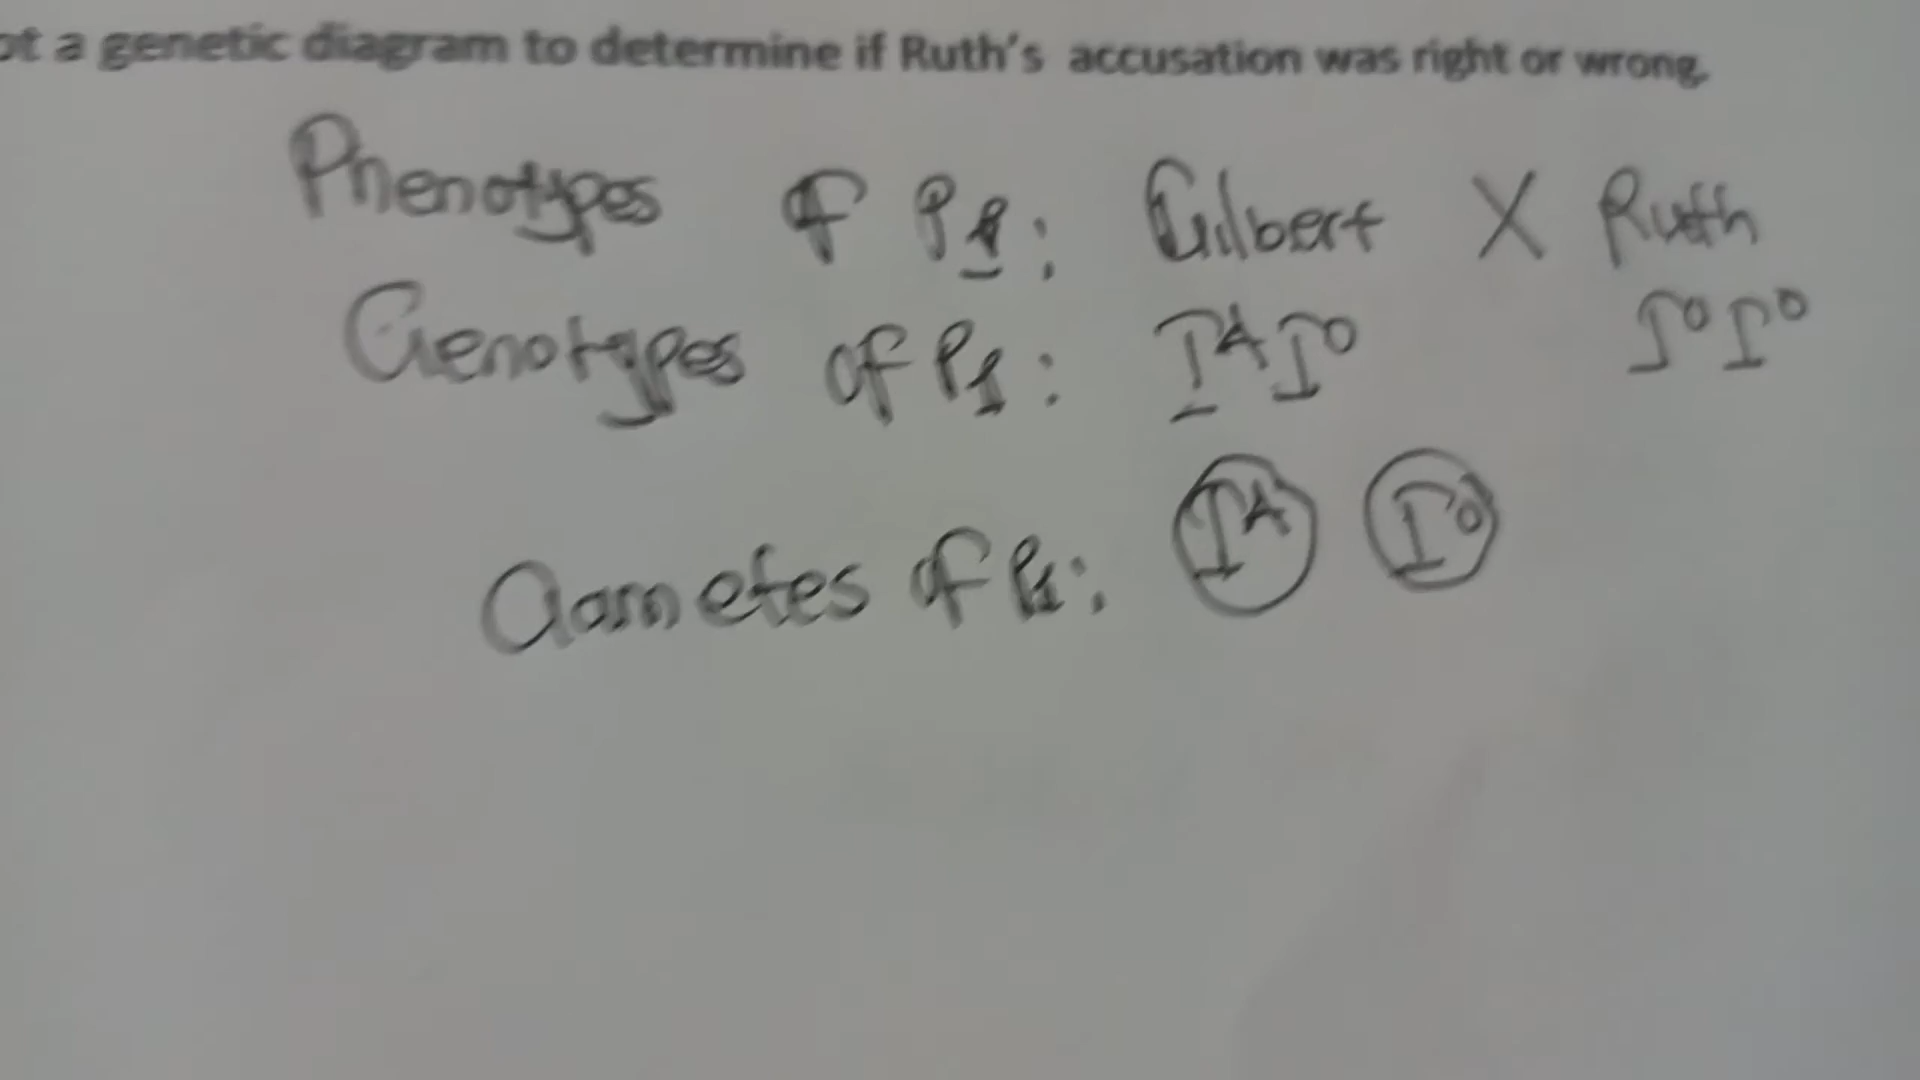 a genetic diagram to determine if Ruth's accusation was right or wrong.
Phenotypes of P1: Gilbert X Ruth
Genotypes of P1: IᴬIᴼ IᴼIᴼ
Gametes of P1: Iᴬ Iᴼ